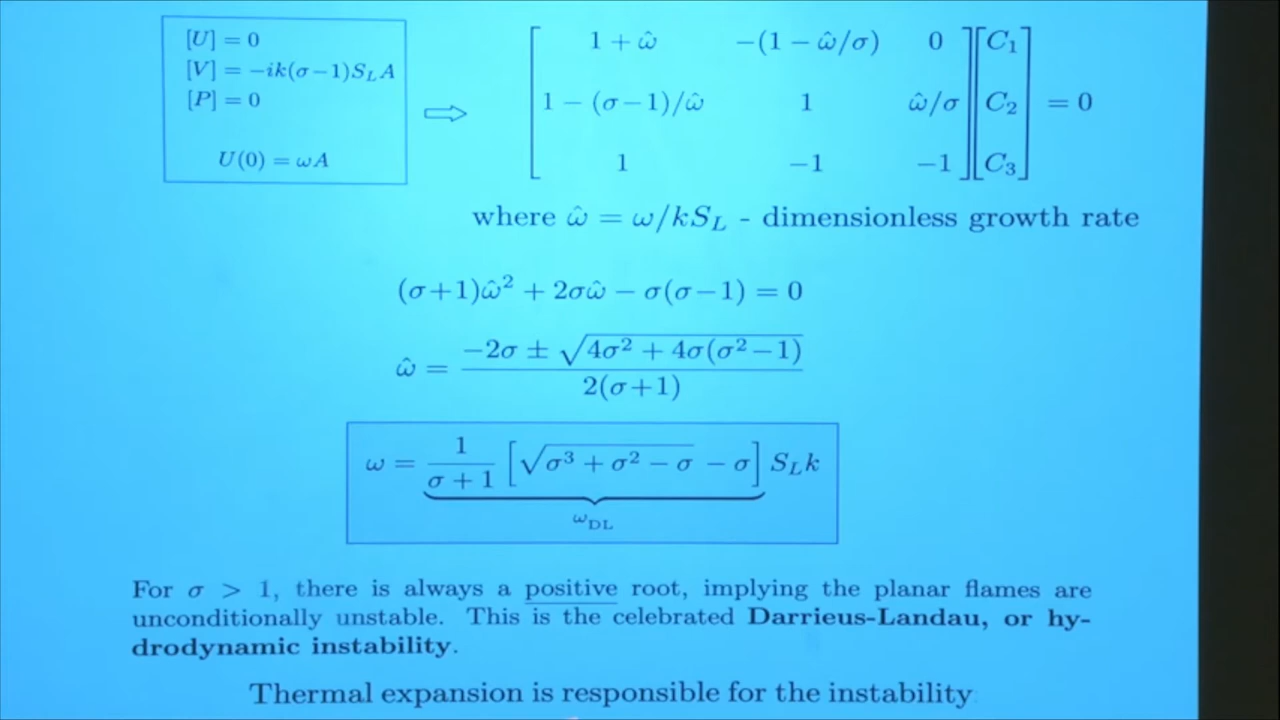 [U] = 0
[V] = −ik(σ−1)S_L A
[P] = 0
U(0) = ωA
⇨
1 + ω̂   −(1 − ω̂/σ)   0   C₁
1 − (σ−1)/ω̂   1   ω̂/σ   C₂   = 0
1   −1   −1   C₃
where ω̂ = ω/kS_L - dimensionless growth rate
(σ+1)ω̂² + 2σω̂ − σ(σ−1) = 0
ω̂ = (−2σ ± √(4σ² + 4σ(σ²−1))) / (2(σ+1))
ω = 1/(σ + 1) [√(σ³ + σ² − σ) − σ] S_L k
ω_DL
For σ > 1, there is always a positive root, implying the planar flames are
unconditionally unstable. This is the celebrated Darrieus-Landau, or hy-
drodynamic instability.
Thermal expansion is responsible for the instability